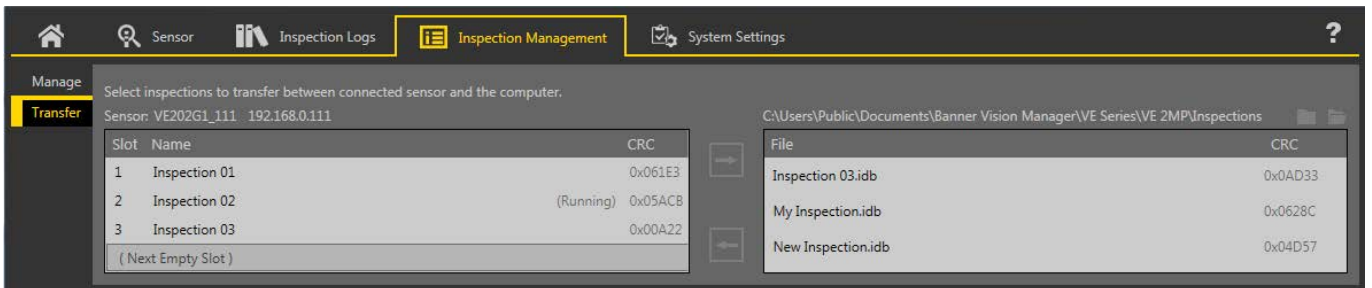 Sensor Inspection Logs Inspection Management System Settings ?
Manage
Transfer
Select inspections to transfer between connected sensor and the computer.
Sensor: VE202G1_111 192.168.0.111
Slot Name CRC
1 Inspection 01 0x061E3
2 Inspection 02 (Running) 0x05ACB
3 Inspection 03 0x00A22
( Next Empty Slot )
C:\Users\Public\Documents\Banner Vision Manager\VE Series\VE 2MP\Inspections
File CRC
Inspection 03.idb 0x0AD33
My Inspection.idb 0x0628C
New Inspection.idb 0x04D57